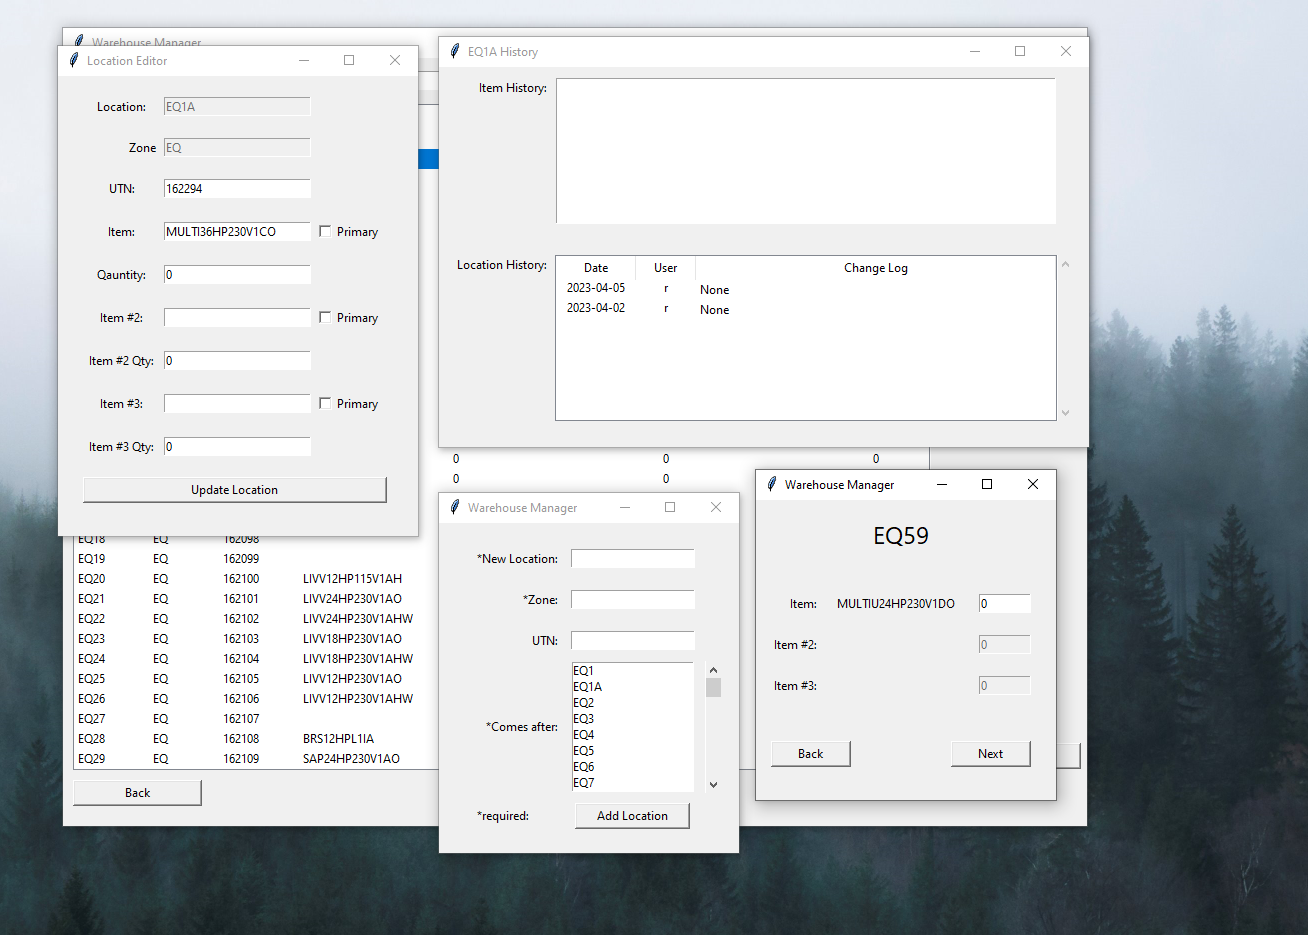 Warehouse Manager
Location Editor
Location: EQ1A
Zone EQ
UTN: 162294
Item: MULTI36HP230V1CO Primary
Qauntity: 0
Item #2: Primary
Item #2 Qty: 0
Item #3: Primary
Item #3 Qty: 0
Update Location
EQ1A History
Item History:
Location History:
Date User Change Log
2023-04-05 r None
2023-04-02 r None
0 0 0
0 0
EQ18 EQ 162098
EQ19 EQ 162099
EQ20 EQ 162100 LIVV12HP115V1AH
EQ21 EQ 162101 LIVV24HP230V1AO
EQ22 EQ 162102 LIVV24HP230V1AHW
EQ23 EQ 162103 LIVV18HP230V1AO
EQ24 EQ 162104 LIVV18HP230V1AHW
EQ25 EQ 162105 LIVV12HP230V1AO
EQ26 EQ 162106 LIVV12HP230V1AHW
EQ27 EQ 162107
EQ28 EQ 162108 BRS12HPL1IA
EQ29 EQ 162109 SAP24HP230V1AO
Back
Warehouse Manager
*New Location:
*Zone:
UTN:
*Comes after:
EQ1
EQ1A
EQ2
EQ3
EQ4
EQ5
EQ6
EQ7
*required: Add Location
Warehouse Manager
EQ59
Item: MULTIU24HP230V1DO 0
Item #2: 0
Item #3: 0
Back Next